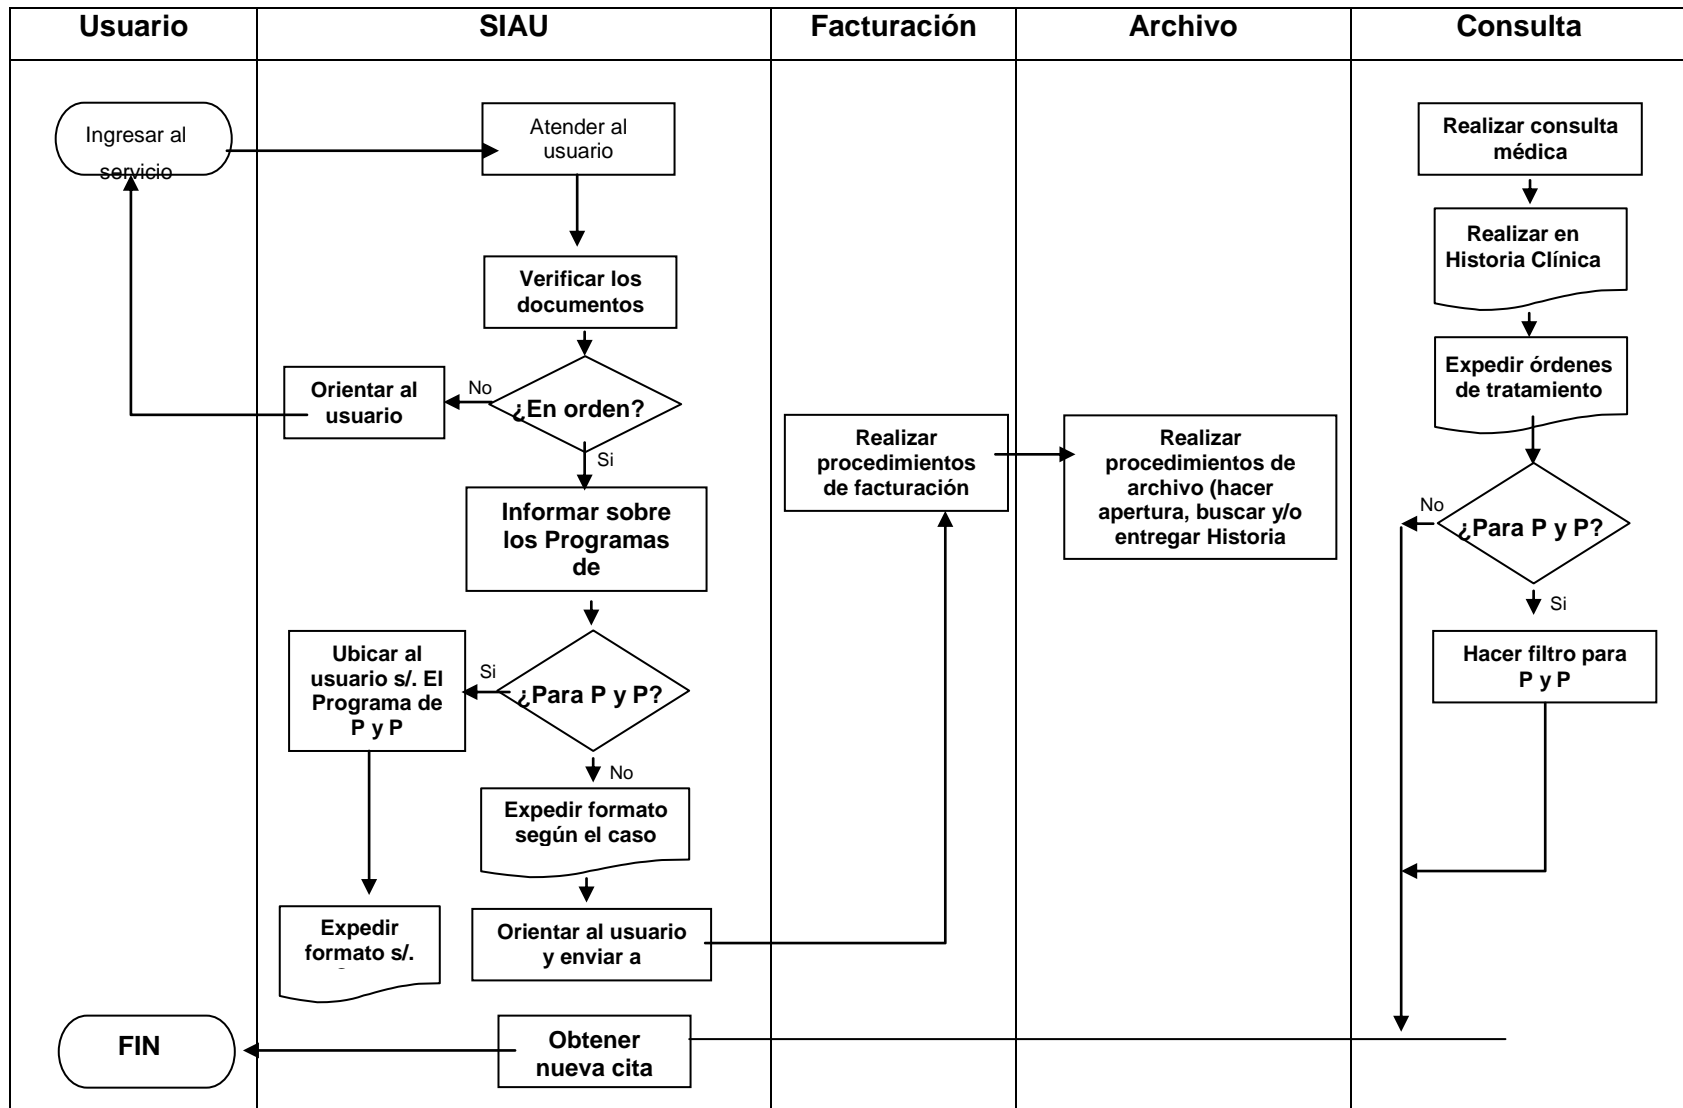 Usuario
SIAU
Facturación
Archivo
Consulta
Ingresar al
servicio
Atender al
usuario
Verificar los
documentos
¿En orden?
No
Orientar al
usuario
Si
Informar sobre
los Programas
de
¿Para P y P?
Si
Ubicar al
usuario s/. El
Programa de
P y P
Expedir
formato s/.
No
Expedir formato
según el caso
Orientar al usuario
y enviar a
Realizar
procedimientos
de facturación
Realizar
procedimientos de
archivo (hacer
apertura, buscar y/o
entregar Historia
Realizar consulta
médica
Realizar en
Historia Clínica
Expedir órdenes
de tratamiento
¿Para P y P?
No
Si
Hacer filtro para
P y P
Obtener
nueva cita
FIN